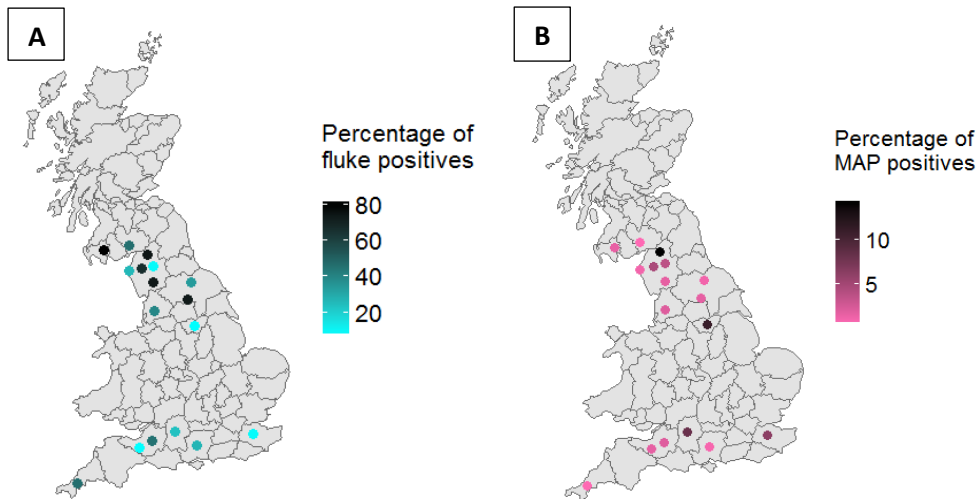 A
Percentage of
fluke positives
80
60
40
20
B
Percentage of
MAP positives
10
5